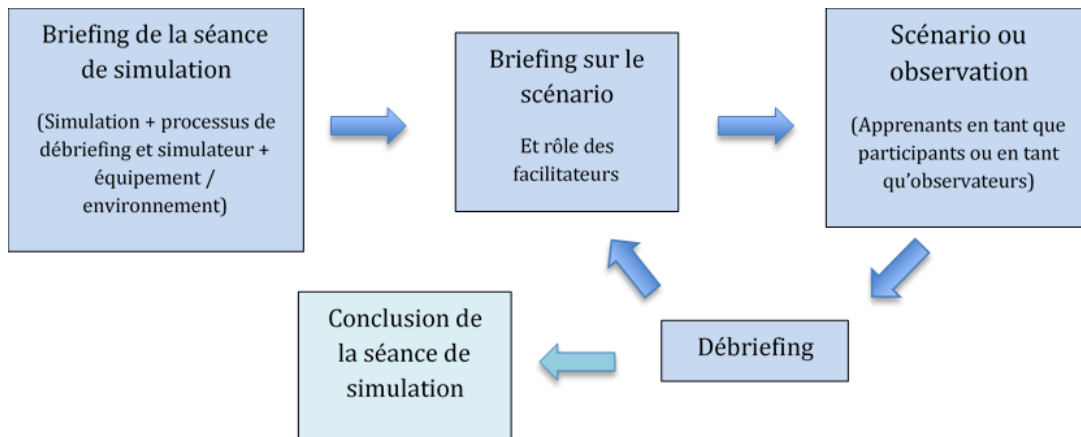 Briefing de la séance
de simulation
(Simulation + processus de
débriefing et simulateur +
équipement /
environnement)
Briefing sur le
scénario
Et rôle des
facilitateurs
Scénario ou
observation
(Apprenants en tant que
participants ou en tant
qu’observateurs)
Débriefing
Conclusion de
la séance de
simulation